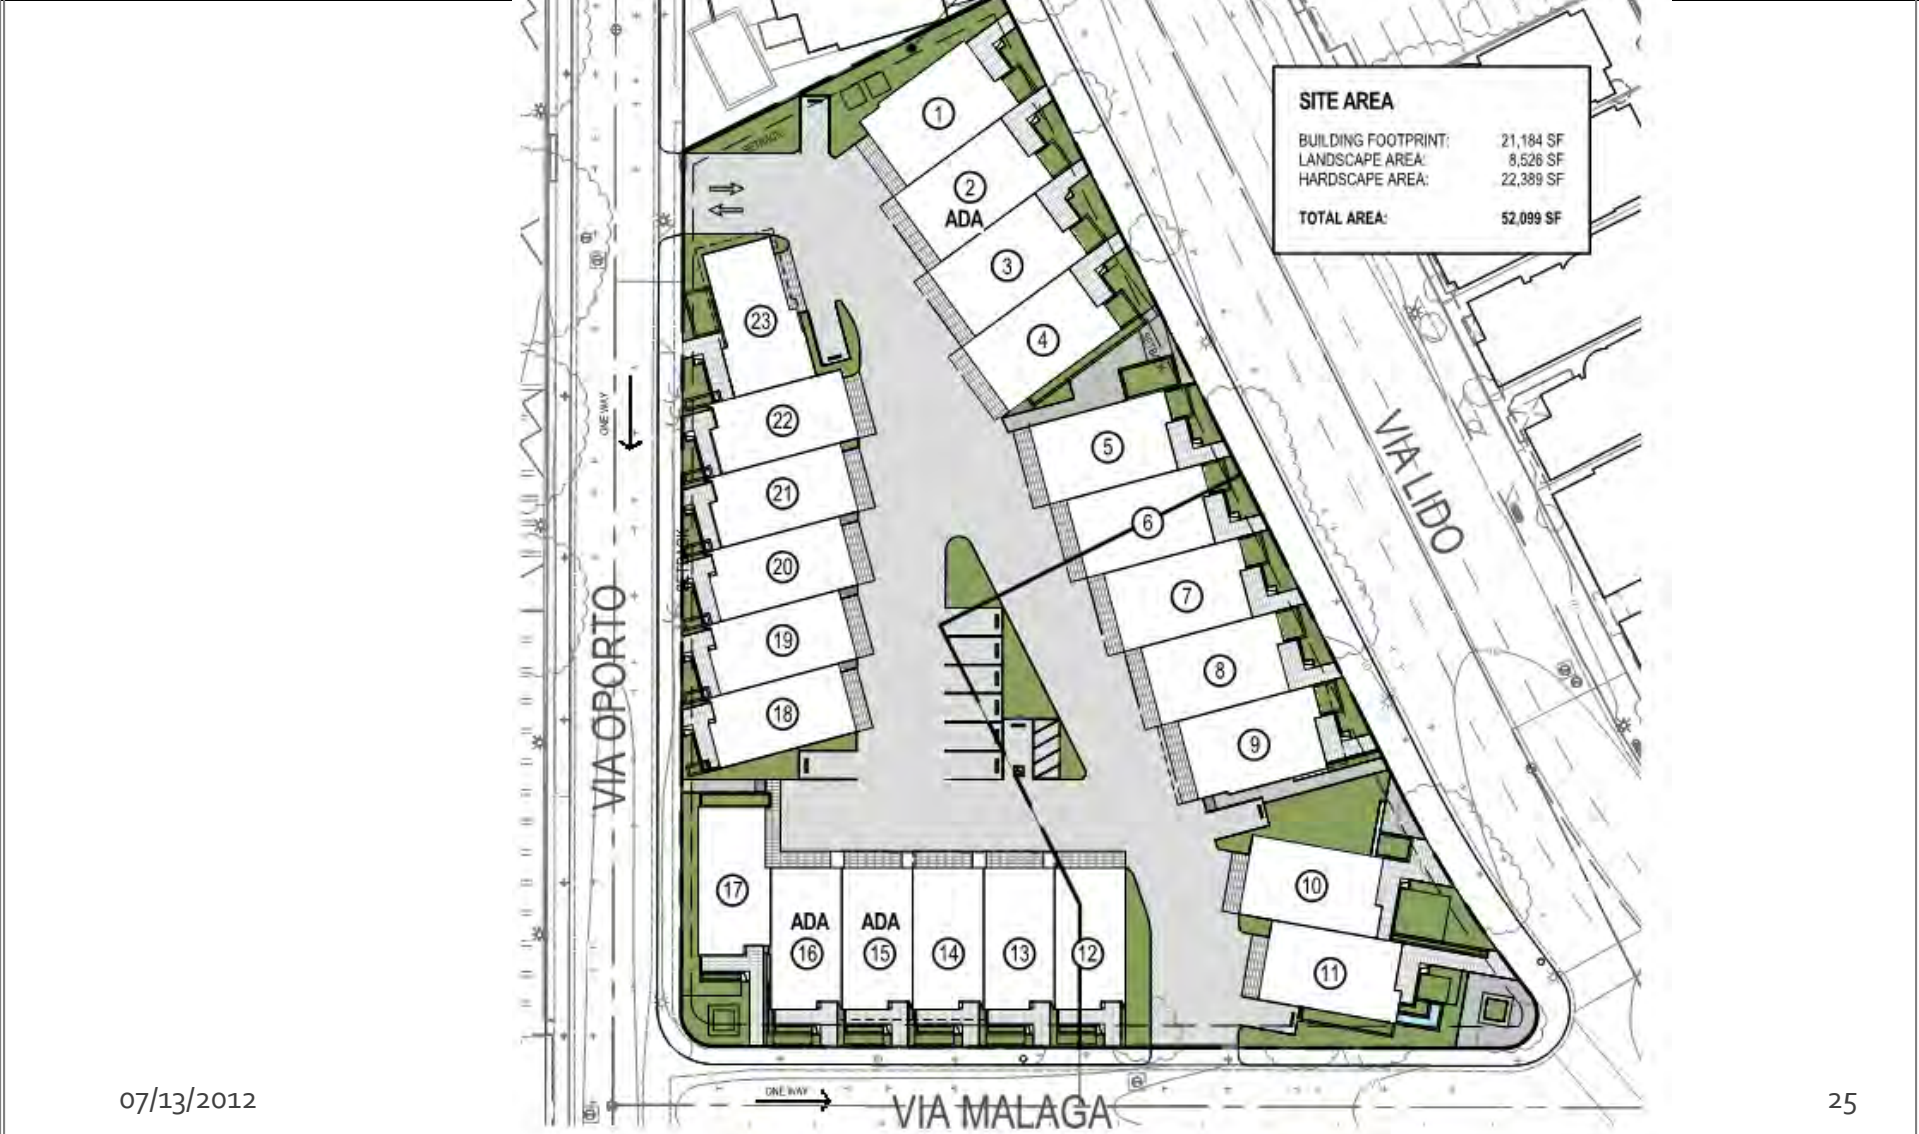 SITE AREA
BUILDING FOOTPRINT: 21,184 SF
LANDSCAPE AREA: 8,526 SF
HARDSCAPE AREA: 22,389 SF
TOTAL AREA: 52,099 SF
SETBACK
1
2
ADA
3
4
5
6
7
8
9
10
11
23
22
21
20
19
18
17
ADA
16
ADA
15
14
13
12
ONE WAY
VIA OPORTO
VIA LIDO
ONE WAY
VIA MALAGA
07/13/2012
25